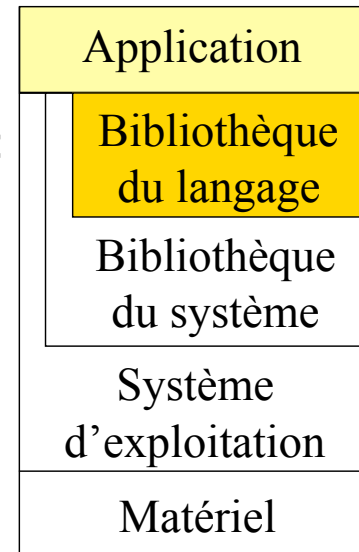 Application
Bibliothèque
du langage
Bibliothèque
du système
Système
d’exploitation
Matériel